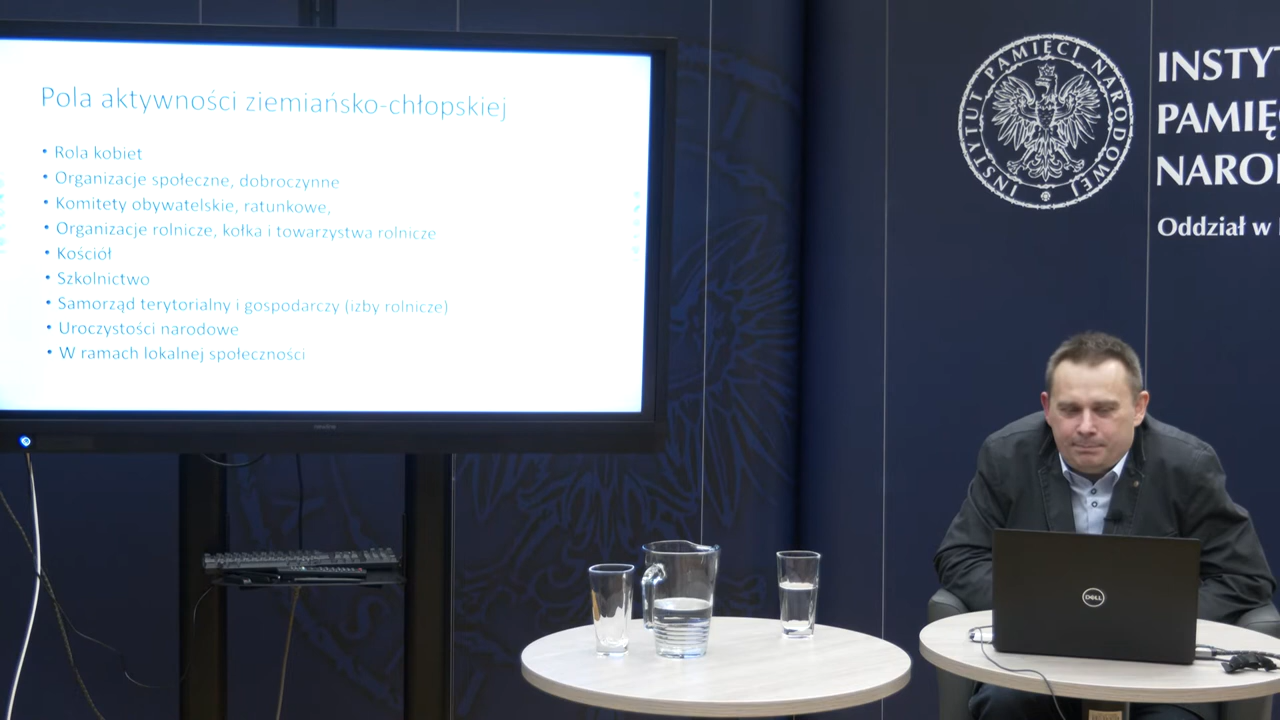 Pola aktywności ziemiańsko-chłopskiej
• Rola kobiet
• Organizacje społeczne, dobroczynne
• Komitety obywatelskie, ratunkowe,
• Organizacje rolnicze, kołka i towarzystwa rolnicze
• Kościół
• Szkolnictwo
• Samorząd terytorialny i gospodarczy (izby rolnicze)
• Uroczystości narodowe
• W ramach lokalnej społeczności
INSTYTUT PAMIĘCI NARODOWEJ
INSTY
PAMIĘ
NARO
Oddział w
DELL